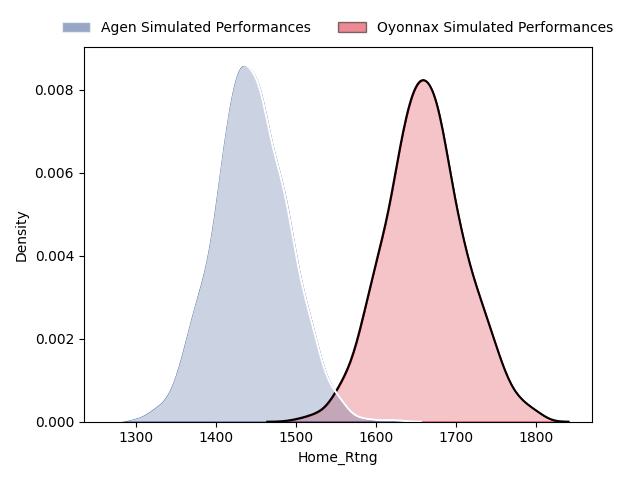 Agen Simulated Performances
Oyonnax Simulated Performances
0.008
0.006
0.004
0.002
0.000
Density
1300 1400 1500 1600 1700 1800
Home_Rtng